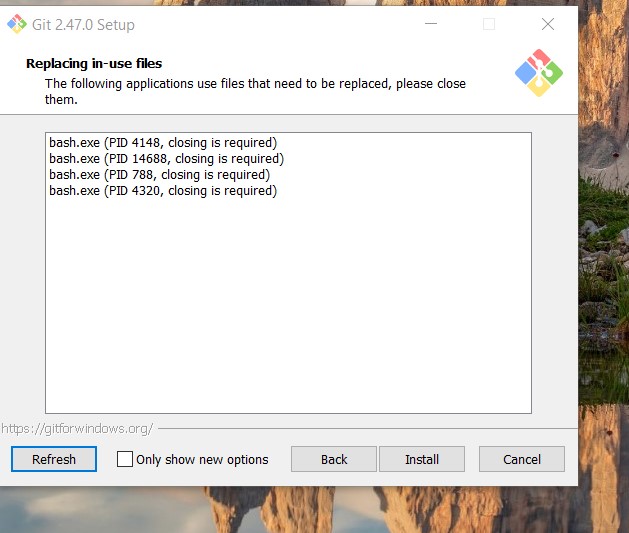 Git 2.47.0 Setup
Replacing in-use files
The following applications use files that need to be replaced, please close
them.
bash.exe (PID 4148, closing is required)
bash.exe (PID 14688, closing is required)
bash.exe (PID 788, closing is required)
bash.exe (PID 4320, closing is required)
https://gitforwindows.org/
Refresh Only show new options Back Install Cancel